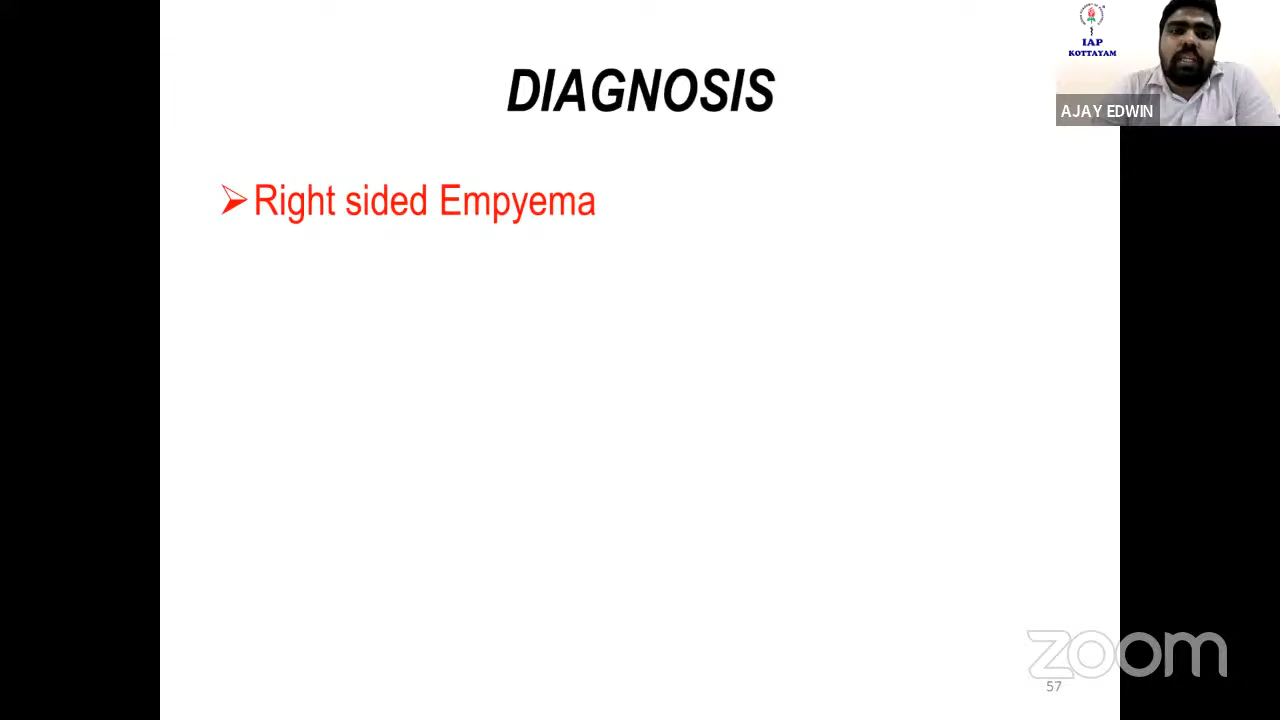 DIAGNOSIS
➢Right sided Empyema
IAP
KOTTAYAM
AJAY EDWIN
zoom
57